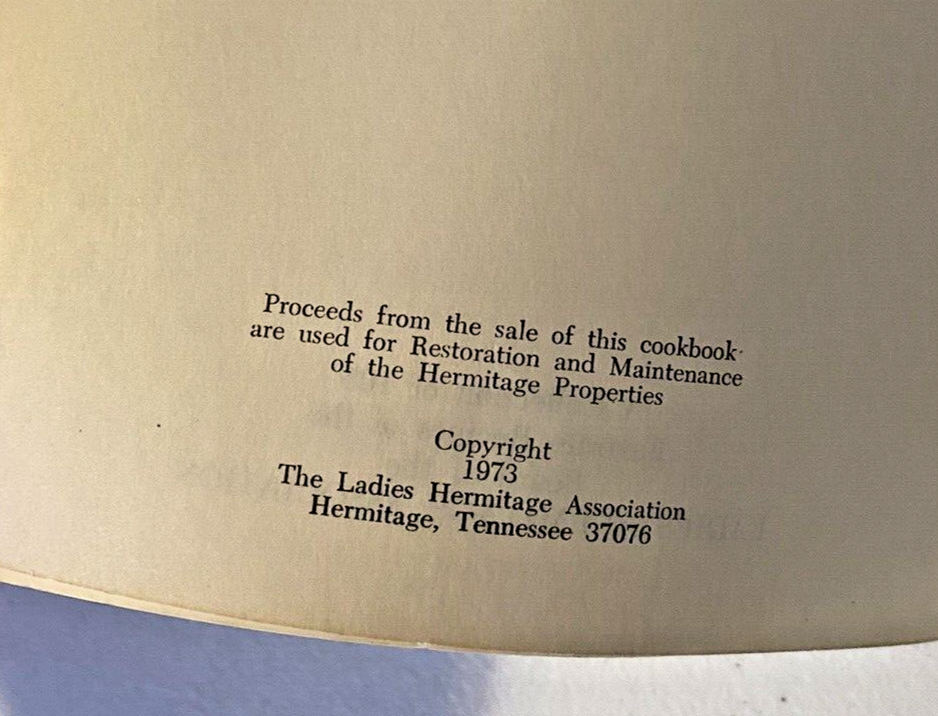 Proceeds from the sale of this cookbook
are used for Restoration and Maintenance
of the Hermitage Properties
Copyright
1973
The Ladies Hermitage Association
Hermitage, Tennessee 37076